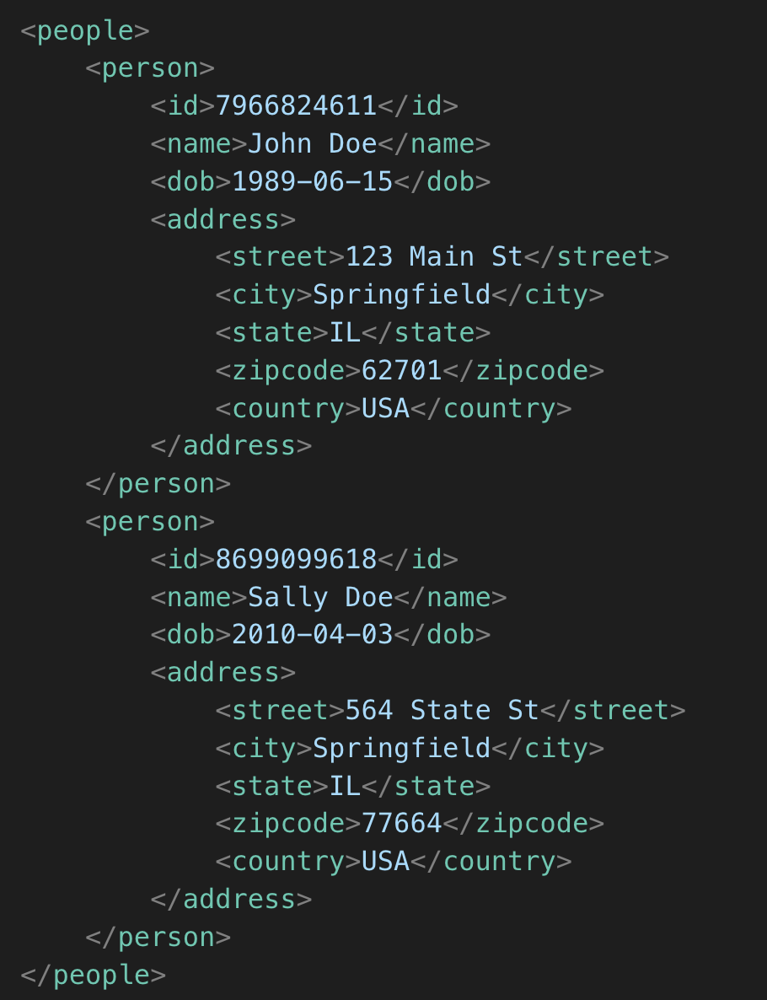 <people>
    <person>
        <id>7966824611</id>
        <name>John Doe</name>
        <dob>1989-06-15</dob>
        <address>
            <street>123 Main St</street>
            <city>Springfield</city>
            <state>IL</state>
            <zipcode>62701</zipcode>
            <country>USA</country>
        </address>
    </person>
    <person>
        <id>8699099618</id>
        <name>Sally Doe</name>
        <dob>2010-04-03</dob>
        <address>
            <street>564 State St</street>
            <city>Springfield</city>
            <state>IL</state>
            <zipcode>77664</zipcode>
            <country>USA</country>
        </address>
    </person>
</people>